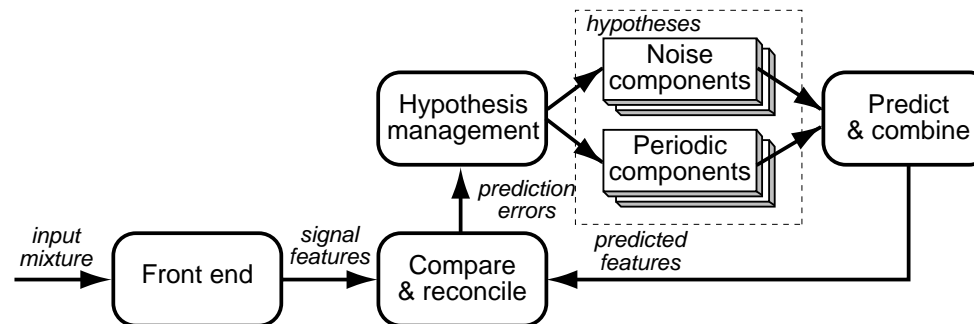 hypotheses
Noise
components
Hypothesis
management
Predict
& combine
Periodic
components
prediction
errors
input
mixture
signal
features
predicted
features
Front end
Compare
& reconcile